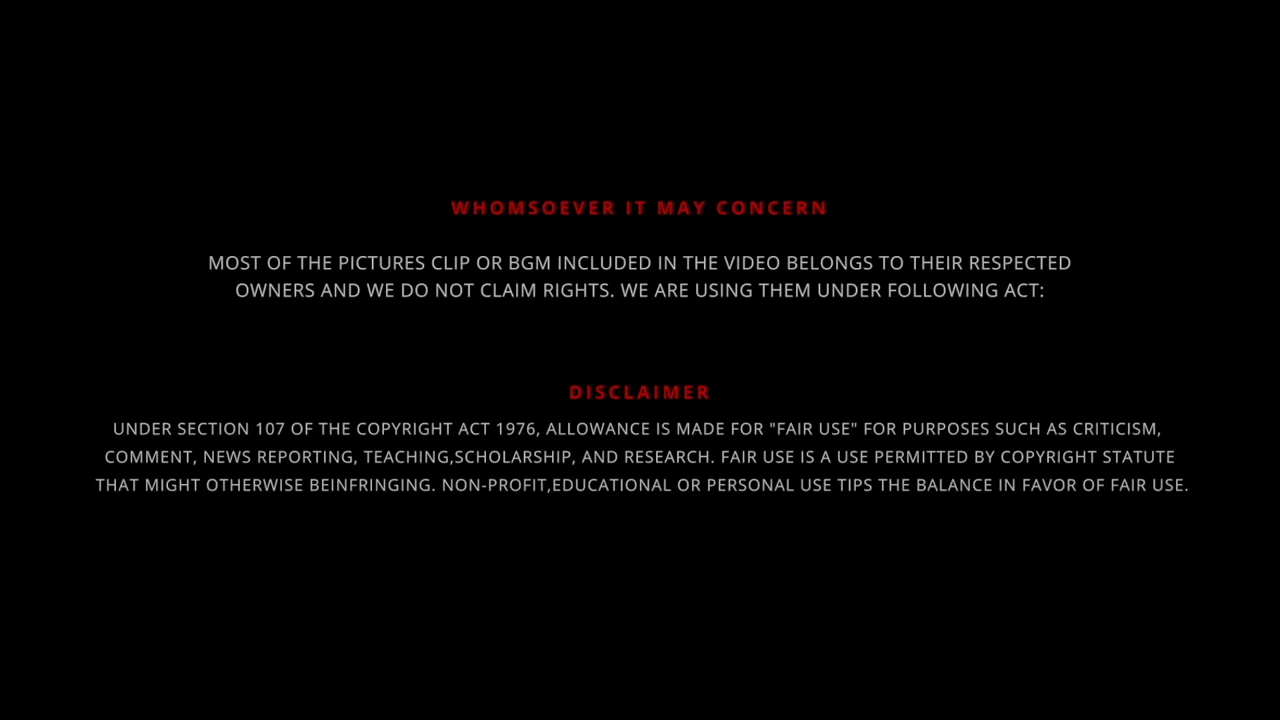 WHOMSOEVER IT MAY CONCERN
MOST OF THE PICTURES CLIP OR BGM INCLUDED IN THE VIDEO BELONGS TO THEIR RESPECTED
OWNERS AND WE DO NOT CLAIM RIGHTS. WE ARE USING THEM UNDER FOLLOWING ACT:
DISCLAIMER
UNDER SECTION 107 OF THE COPYRIGHT ACT 1976, ALLOWANCE IS MADE FOR "FAIR USE" FOR PURPOSES SUCH AS CRITICISM,
COMMENT, NEWS REPORTING, TEACHING,SCHOLARSHIP, AND RESEARCH. FAIR USE IS A USE PERMITTED BY COPYRIGHT STATUTE
THAT MIGHT OTHERWISE BEINFRINGING. NON-PROFIT,EDUCATIONAL OR PERSONAL USE TIPS THE BALANCE IN FAVOR OF FAIR USE.